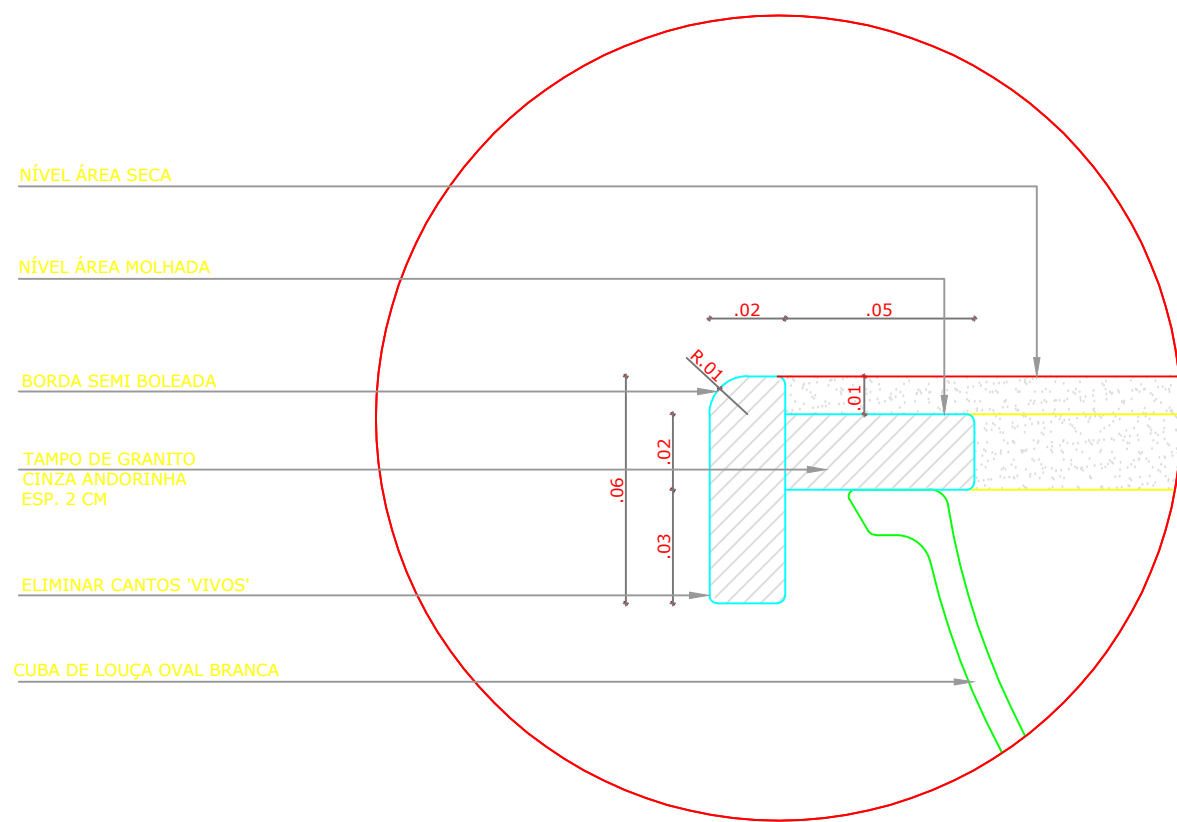 NÍVEL ÁREA SECA
NÍVEL ÁREA MOLHADA
.02
.05
R.01
BORDA SEMI BOLEADA
.01
.02
.06
TAMPO DE GRANITO
CINZA ANDORINHA
ESP. 2 CM
.03
ELIMINAR CANTOS 'VIVOS'
CUBA DE LOUÇA OVAL BRANCA